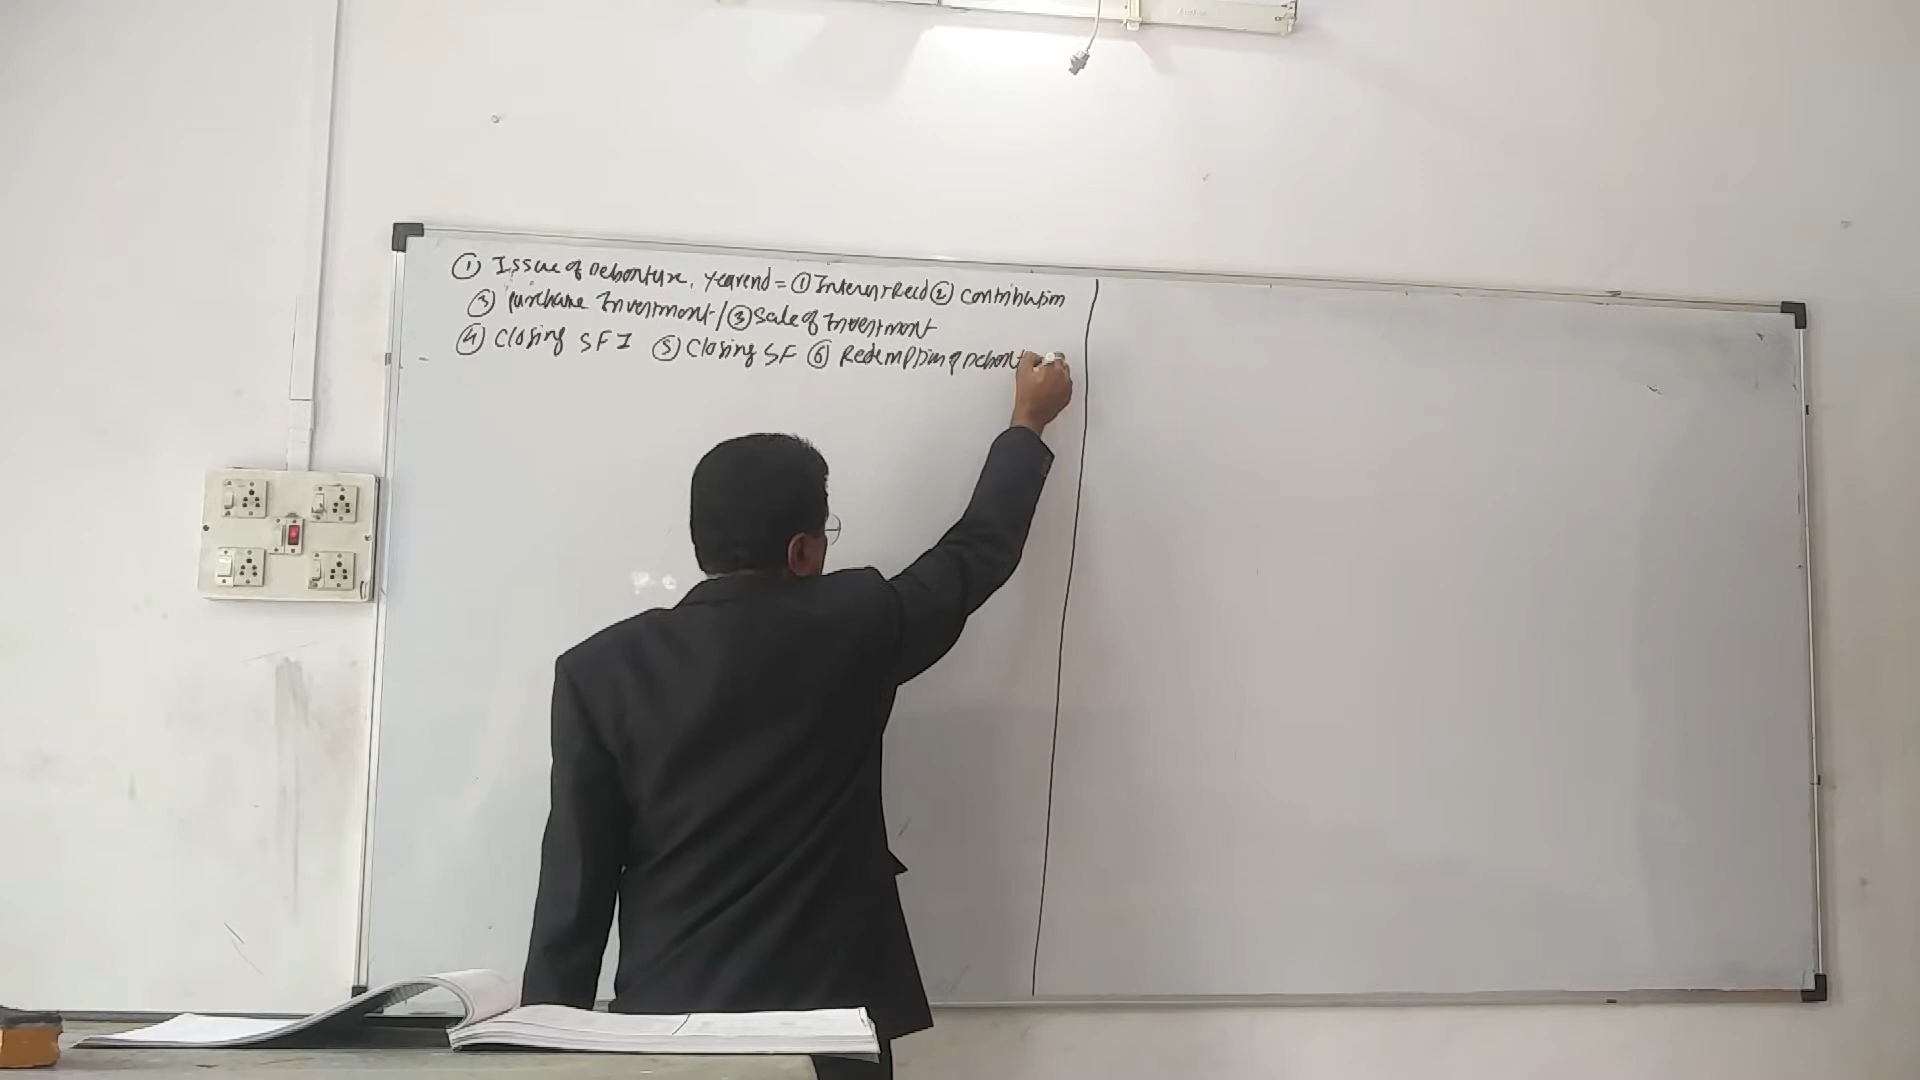 ① Issue of Debenture, Yearend = ① Interest Recd ② Contribution
③ Purchase Investment / ③ Sale of Investment
④ Closing SFI ⑤ Closing SF ⑥ Redemption of Debent